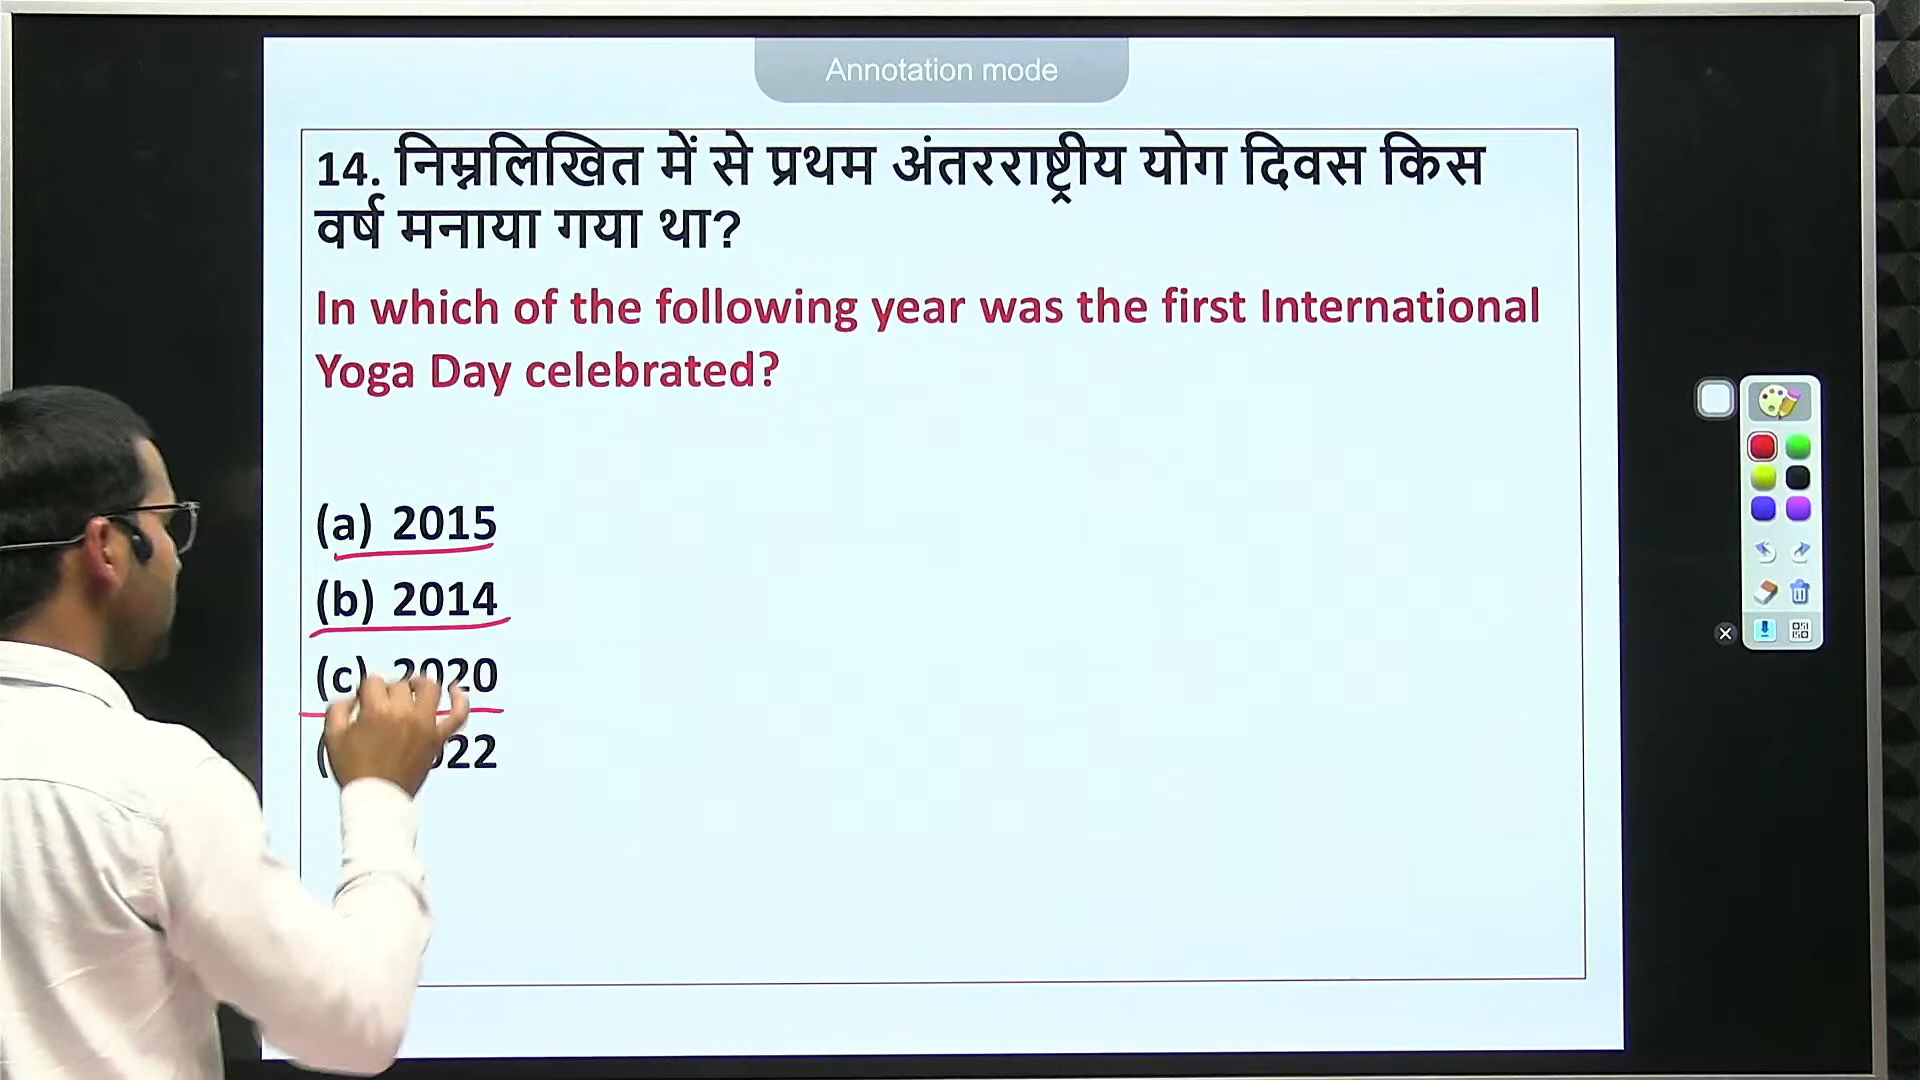 Annotation mode
14. निम्नलिखित में से प्रथम अंतरराष्ट्रीय योग दिवस किस
वर्ष मनाया गया था?
In which of the following year was the first International
Yoga Day celebrated?
(a) 2015
(b) 2014
(c) 2020